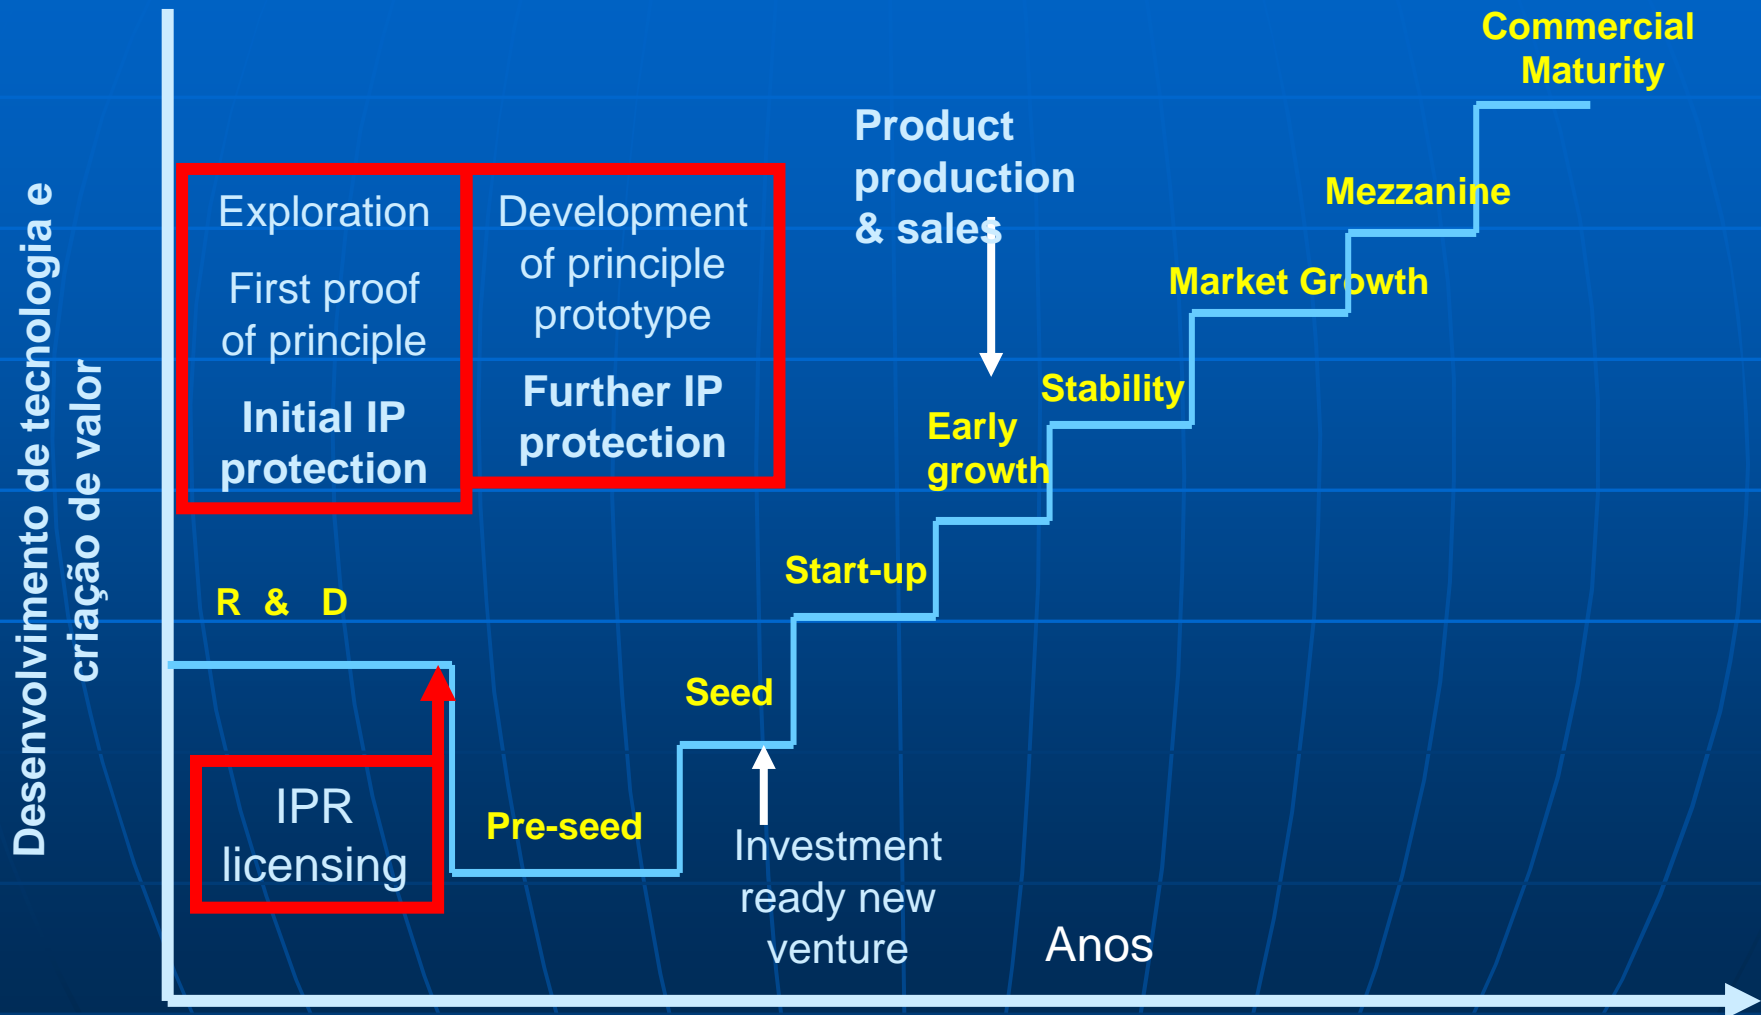 Commercial
Maturity
Product
production
& sales
Mezzanine
Exploration
First proof
of principle
Initial IP
protection
Development
of principle
prototype
Further IP
protection
Market Growth
Stability
Early
growth
Start-up
R & D
Seed
Pre-seed
IPR
licensing
Investment
ready new
venture
Anos
Desenvolvimento de tecnologia e
criação de valor